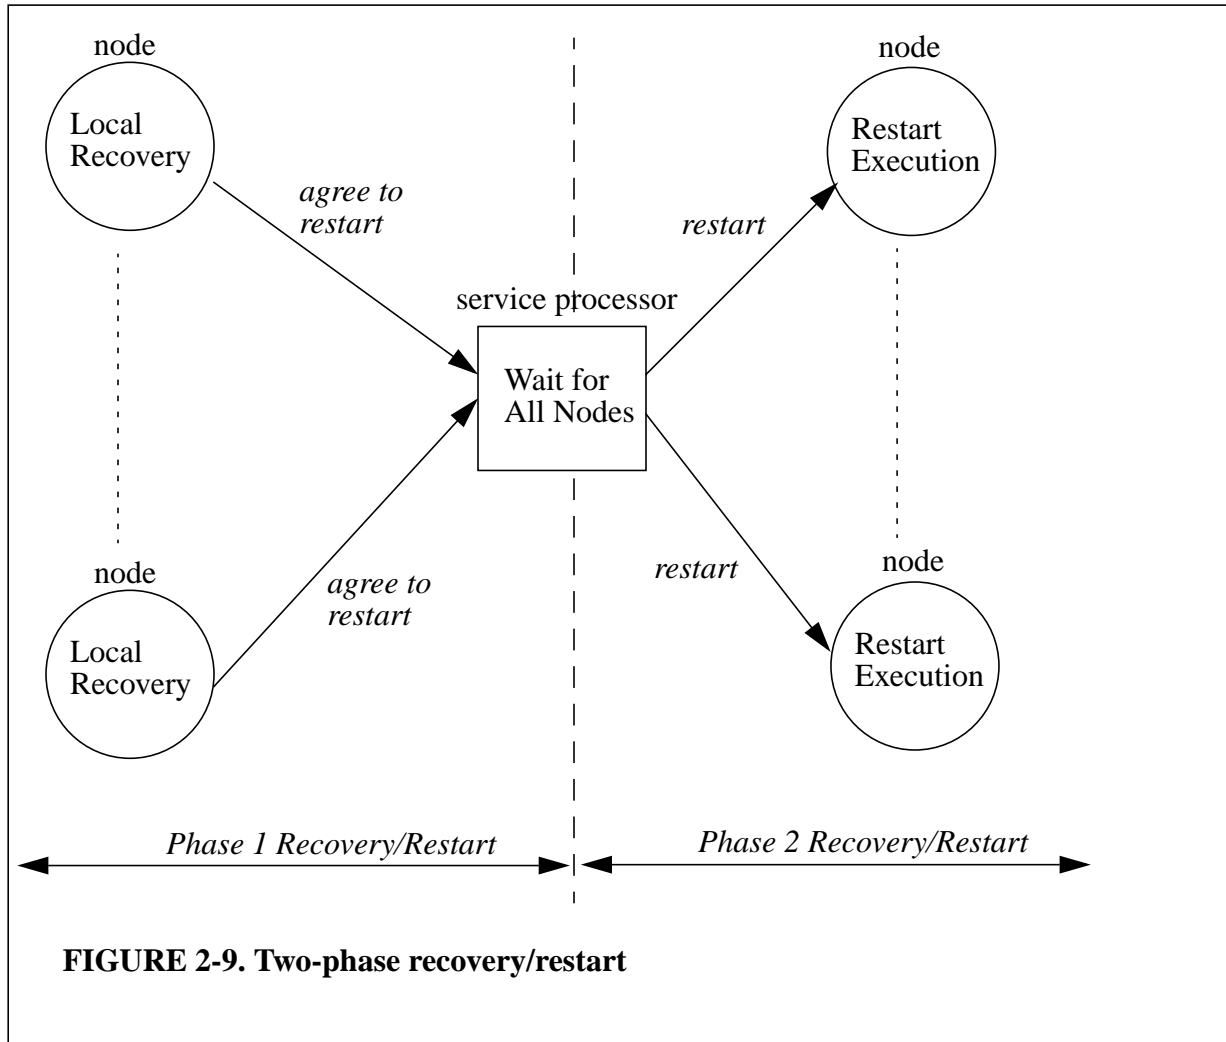 node
Local
Recovery
agree to
restart
node
Local
Recovery
agree to
restart
service processor
Wait for
All Nodes
restart
node
Restart
Execution
restart
node
Restart
Execution
Phase 1 Recovery/Restart
Phase 2 Recovery/Restart
FIGURE 2-9. Two-phase recovery/restart